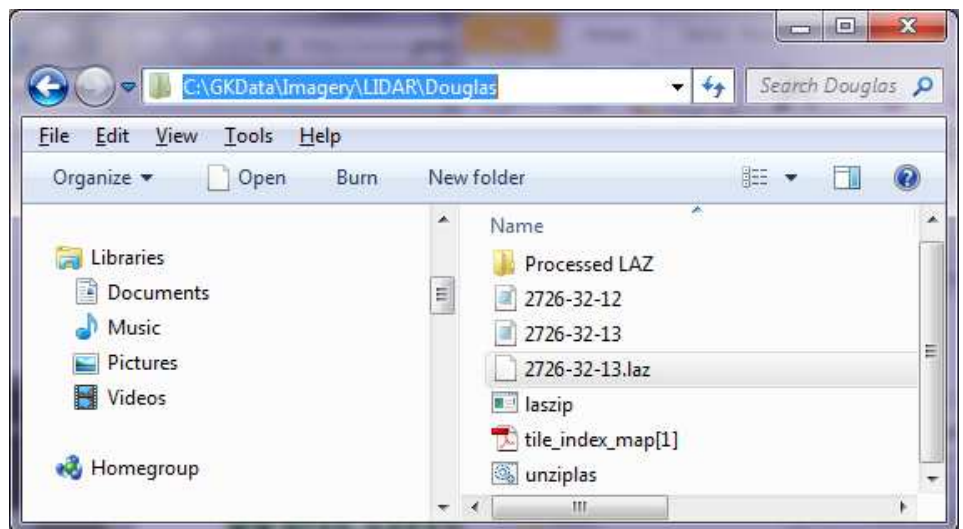 C:\GKData\Imagery\LIDAR\Douglas
Search Douglas
File Edit View Tools Help
Organize Open Burn New folder
Name
Libraries
Documents
Music
Pictures
Videos
Homegroup
Processed LAZ
2726-32-12
2726-32-13
2726-32-13.laz
laszip
tile_index_map[1]
unziplas